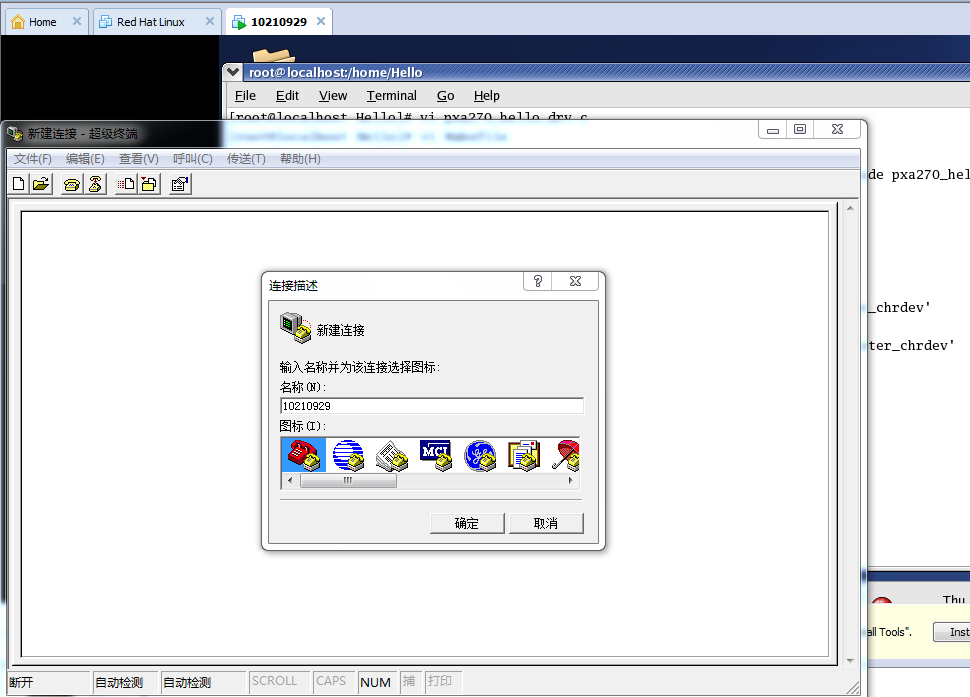 Home
Red Hat Linux
10210929
root@localhost:/home/Hello
File Edit View Terminal Go Help
[root@localhost Hello]# vi pxa270_hello_drv.c
新建连接 - 超级终端
文件(F) 编辑(E) 查看(V) 呼叫(C) 传送(T) 帮助(H)
de pxa270_hel
_chrdev'
ter_chrdev'
连接描述
新建连接
输入名称并为该连接选择图标:
名称(N):
10210929
图标(I):
MCI
确定 取消
Thu
all Tools".
Inst
断开 自动检测 自动检测 SCROLL CAPS NUM 捕 打印